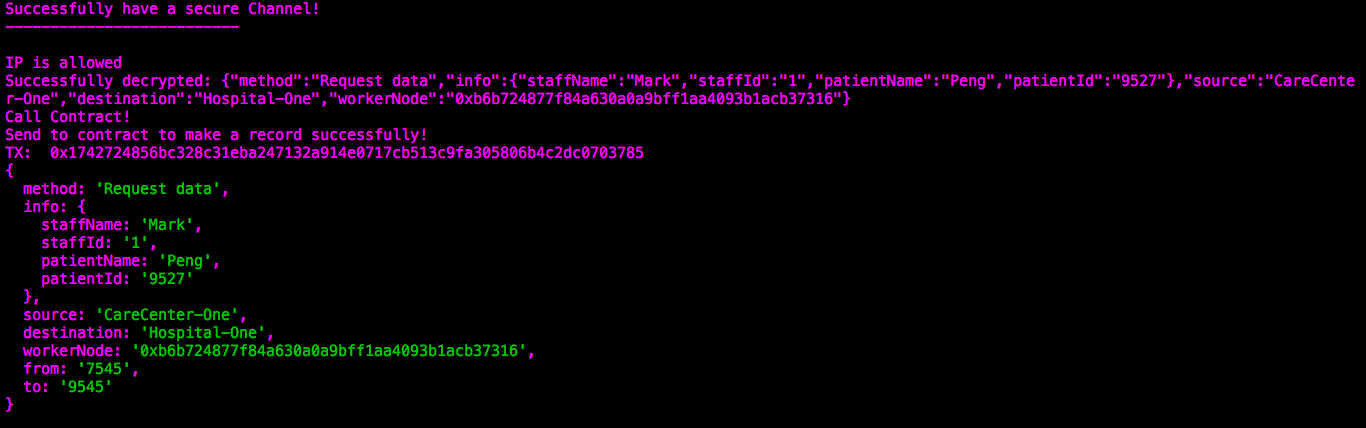 Successfully have a secure Channel!
--------------------------
IP is allowed
Successfully decrypted: {"method":"Request data","info":{"staffName":"Mark","staffId":"1","patientName":"Peng","patientId":"9527"},"source":"CareCente
r-One","destination":"Hospital-One","workerNode":"0xb6b724877f84a630a0a9bff1aa4093b1acb37316"}
Call Contract!
Send to contract to make a record successfully!
TX:  0x1742724856bc328c31eba247132a914e0717cb513c9fa305806b4c2dc0703785
{
  method: 'Request data',
  info: {
    staffName: 'Mark',
    staffId: '1',
    patientName: 'Peng',
    patientId: '9527'
  },
  source: 'CareCenter-One',
  destination: 'Hospital-One',
  workerNode: '0xb6b724877f84a630a0a9bff1aa4093b1acb37316',
  from: '7545',
  to: '9545'
}